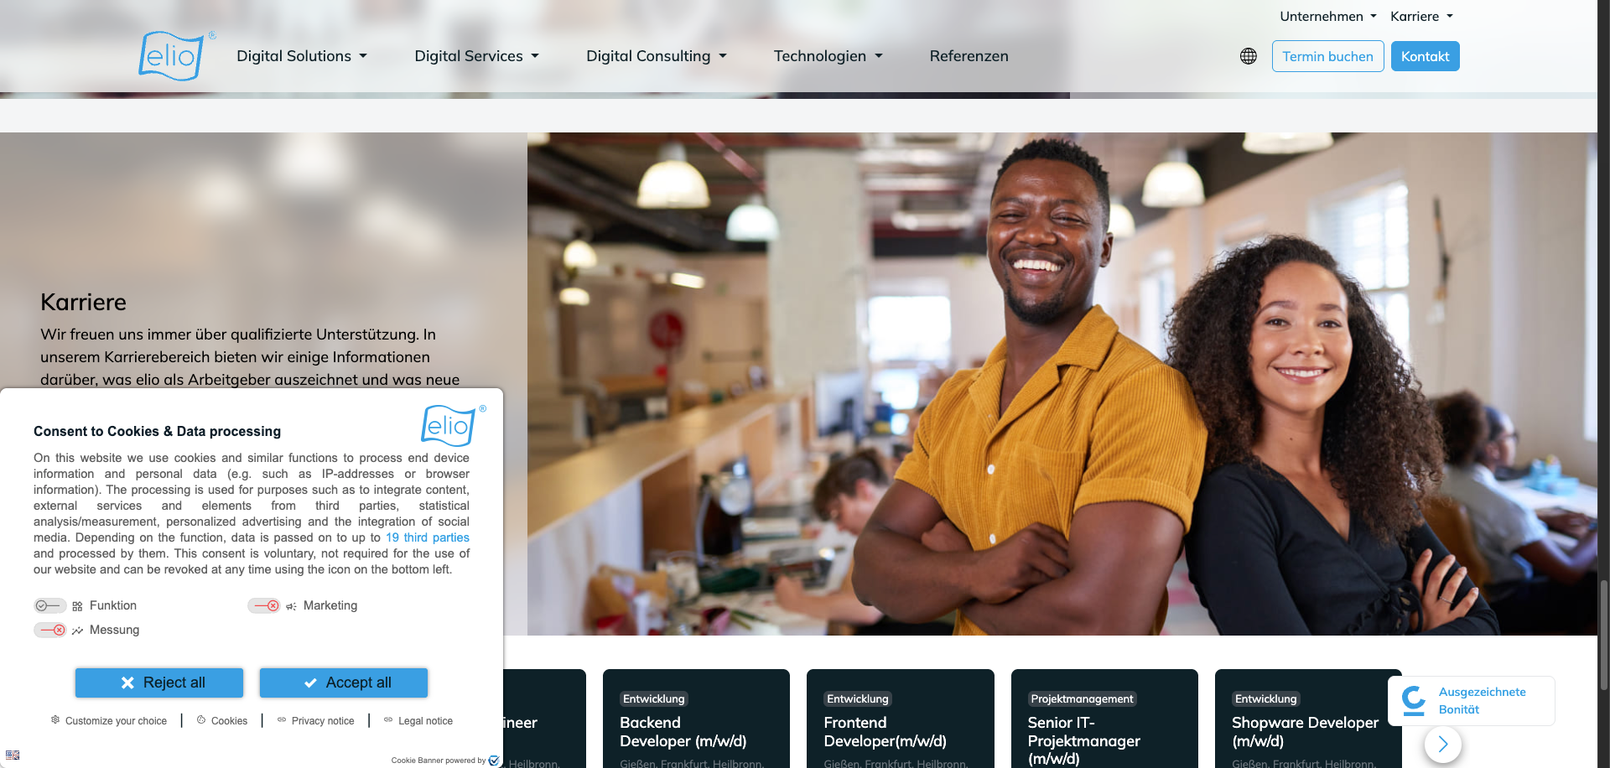 Unternehmen Karriere
elio®
Digital Solutions Digital Services Digital Consulting Technologien Referenzen
Termin buchen Kontakt
Karriere
Wir freuen uns immer über qualifizierte Unterstützung. In
unserem Karrierebereich bieten wir einige Informationen
darüber, was elio als Arbeitgeber auszeichnet und was neue
elio®
Consent to Cookies & Data processing
On this website we use cookies and similar functions to process end device
information and personal data (e.g. such as IP-addresses or browser
information). The processing is used for purposes such as to integrate content,
external services and elements from third parties, statistical
analysis/measurement, personalized advertising and the integration of social
media. Depending on the function, data is passed on to up to 19 third parties
and processed by them. This consent is voluntary, not required for the use of
our website and can be revoked at any time using the icon on the bottom left.
Funktion Marketing
Messung
Reject all Accept all
Customize your choice | Cookies | Privacy notice | Legal notice
Cookie Banner powered by
ineer
, Heilbronn,
Entwicklung
Backend
Developer (m/w/d)
Gießen, Frankfurt, Heilbronn,
Entwicklung
Frontend
Developer(m/w/d)
Gießen, Frankfurt, Heilbronn,
Projektmanagement
Senior IT-
Projektmanager
(m/w/d)
Entwicklung
Shopware Developer
(m/w/d)
Gießen, Frankfurt, Heilbronn,
Ausgezeichnete
Bonität